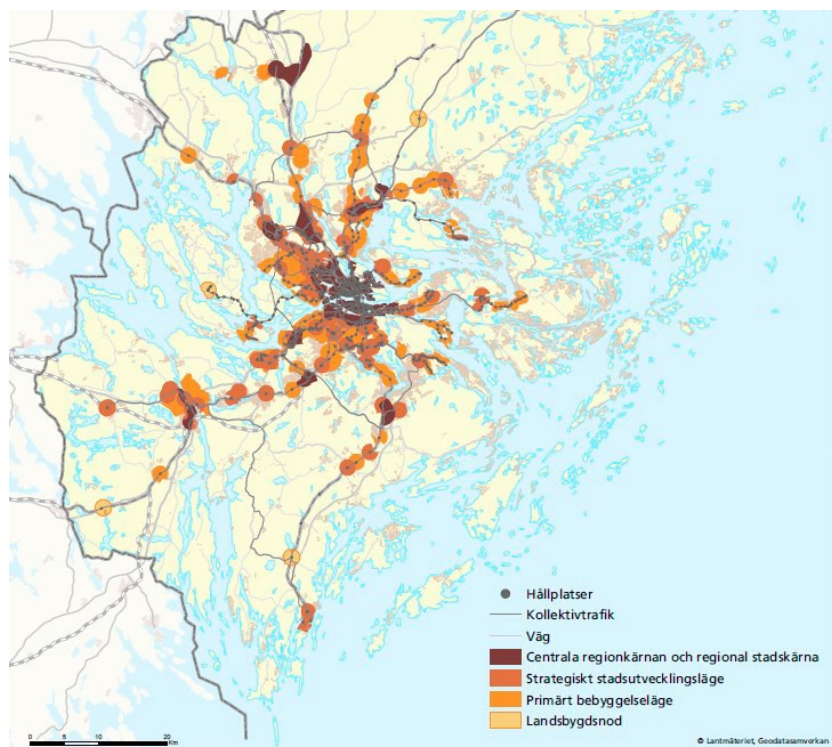 Hållplatser
Kollektivtrafik
Väg
Centrala regionkärnan och regional stadskärna
Strategiskt stadsutvecklingsläge
Primärt bebyggelseläge
Landsbygdsnod
0 5 10 20
Km
© Lantmäteriet, Geodatasamverkan